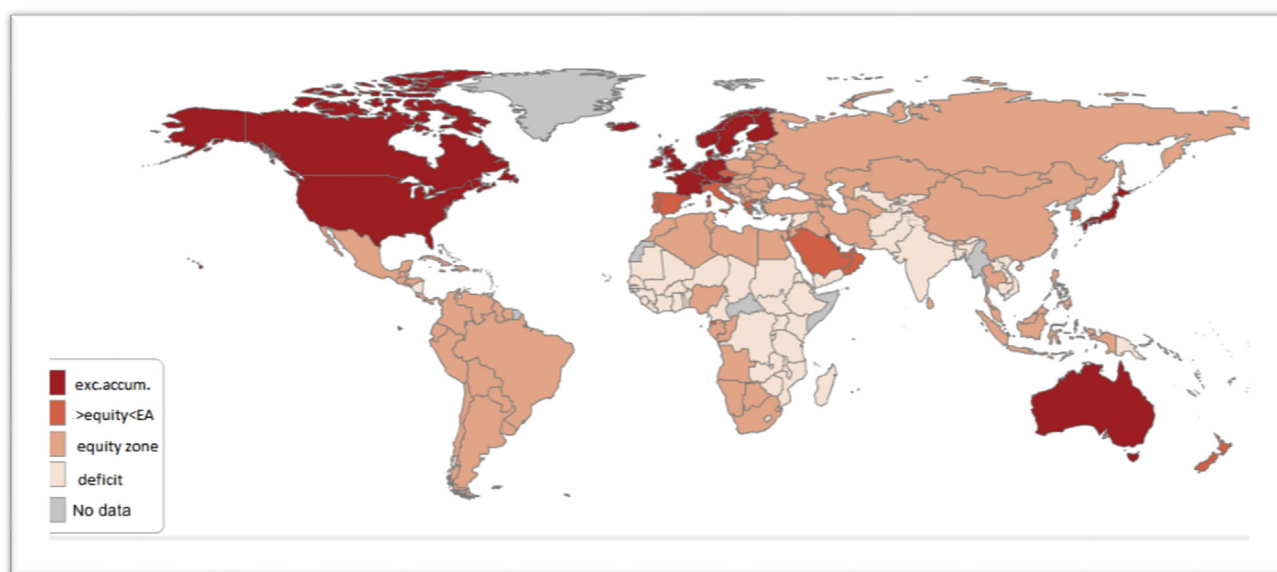 exc.accum.
>equity<EA
equity zone
deficit
No data